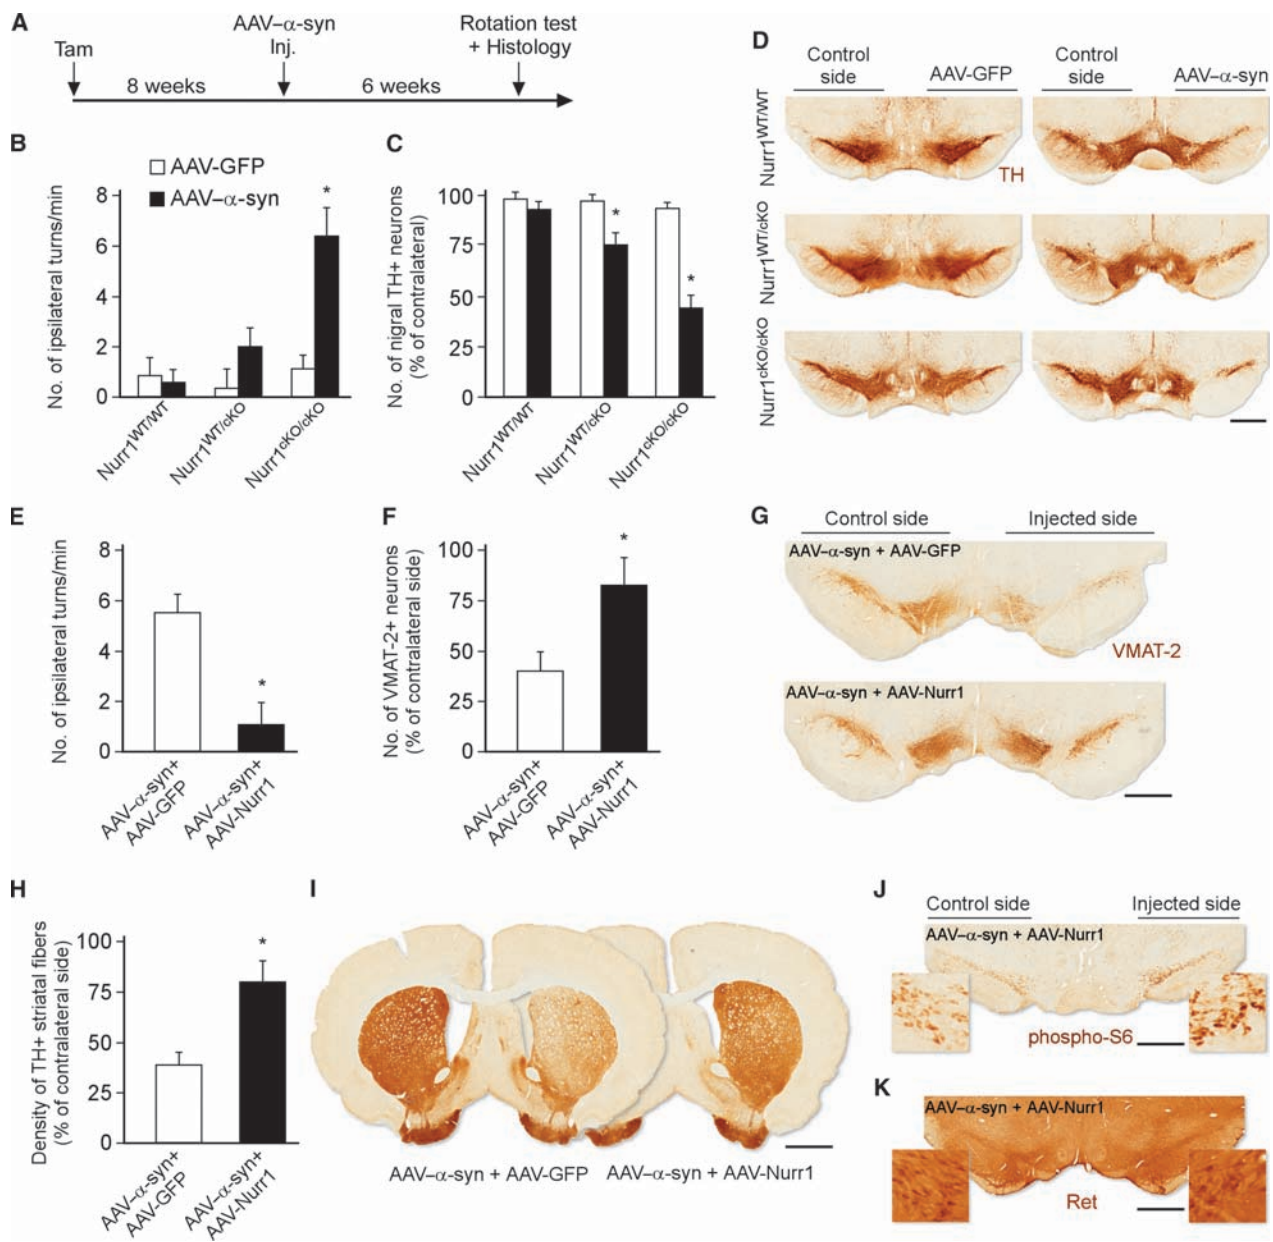 A
Tam
AAV–α-syn
Inj.
Rotation test
+ Histology
8 weeks
6 weeks
B
AAV-GFP
AAV–α-syn
No. of ipsilateral turns/min
8
6
4
2
0
*
Nurr1WT/WT
Nurr1WT/cKO
Nurr1cKO/cKO
C
No. of nigral TH+ neurons
(% of contralateral)
100
75
50
25
0
*
*
Nurr1WT/WT
Nurr1WT/cKO
Nurr1cKO/cKO
D
Control
side
AAV-GFP
Control
side
AAV–α-syn
Nurr1WT/WT
TH
Nurr1WT/cKO
Nurr1cKO/cKO
E
No. of ipsilateral turns/min
8
6
4
2
0
*
AAV–α-syn+
AAV-GFP
AAV–α-syn+
AAV-Nurr1
F
No. of VMAT-2+ neurons
(% of contralateral side)
100
75
50
25
0
*
AAV–α-syn+
AAV-GFP
AAV–α-syn+
AAV-Nurr1
G
Control side
Injected side
AAV–α-syn + AAV-GFP
VMAT-2
AAV–α-syn + AAV-Nurr1
H
Density of TH+ striatal fibers
(% of contralateral side)
100
75
50
25
0
*
AAV–α-syn+
AAV-GFP
AAV–α-syn+
AAV-Nurr1
I
AAV–α-syn + AAV-GFP
AAV–α-syn + AAV-Nurr1
J
Control side
Injected side
AAV–α-syn + AAV-Nurr1
phospho-S6
K
AAV–α-syn + AAV-Nurr1
Ret